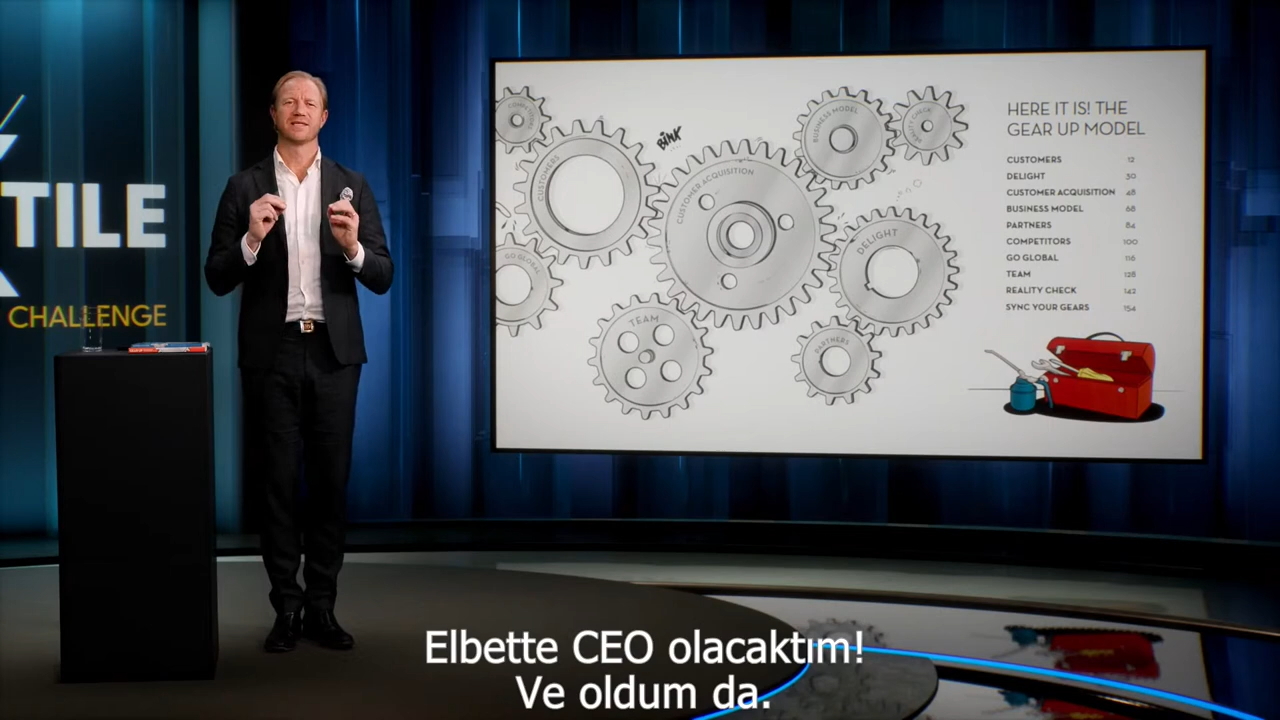 TILE
CHALLENGE
CUSTOMERS
BINK
CUSTOMER ACQUISITION
BUSINESS MODEL
DELIGHT
GO GLOBAL
TEAM
PARTNERS
HERE IT IS! THE
GEAR UP MODEL
CUSTOMERS 12
DELIGHT 30
CUSTOMER ACQUISITION 48
BUSINESS MODEL 68
PARTNERS 84
COMPETITORS 100
GO GLOBAL 116
TEAM 128
REALITY CHECK 142
SYNC YOUR GEARS 154
Elbette CEO olacaktım!
Ve oldum da.